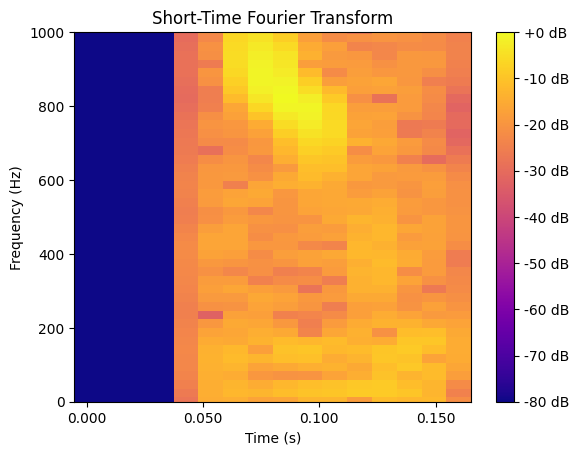 Short-Time Fourier Transform
1000
800
600
400
200
0
Frequency (Hz)
0.000
0.050
0.100
0.150
Time (s)
+0 dB
-10 dB
-20 dB
-30 dB
-40 dB
-50 dB
-60 dB
-70 dB
-80 dB